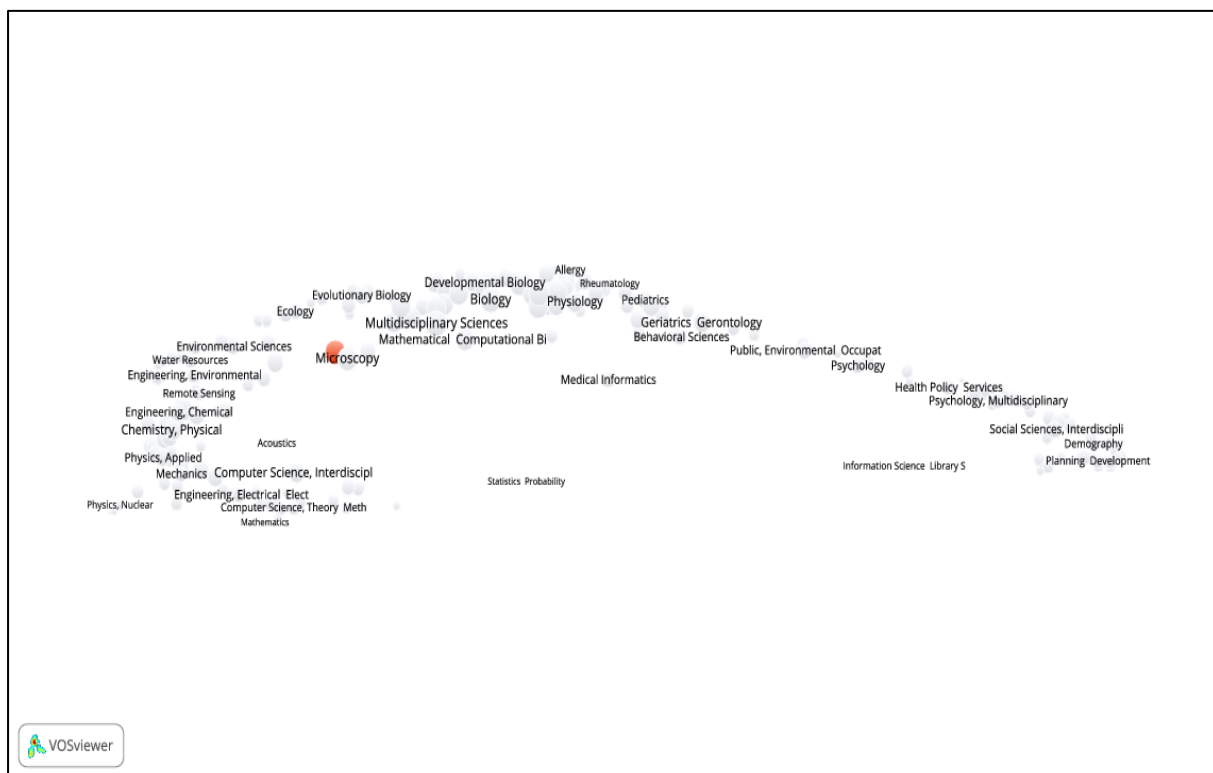 Allergy
Developmental Biology
Rheumatology
Evolutionary Biology
Biology
Physiology
Pediatrics
Ecology
Multidisciplinary Sciences
Geriatrics Gerontology
Mathematical Computational Bi
Behavioral Sciences
Environmental Sciences
Public, Environmental Occupat
Water Resources
Microscopy
Psychology
Engineering, Environmental
Medical Informatics
Health Policy Services
Remote Sensing
Psychology, Multidisciplinary
Engineering, Chemical
Chemistry, Physical
Social Sciences, Interdiscipli
Acoustics
Demography
Physics, Applied
Planning Development
Information Science Library S
Mechanics
Computer Science, Interdiscipl
Statistics Probability
Engineering, Electrical Elect
Physics, Nuclear
Computer Science, Theory Meth
Mathematics
VOSviewer